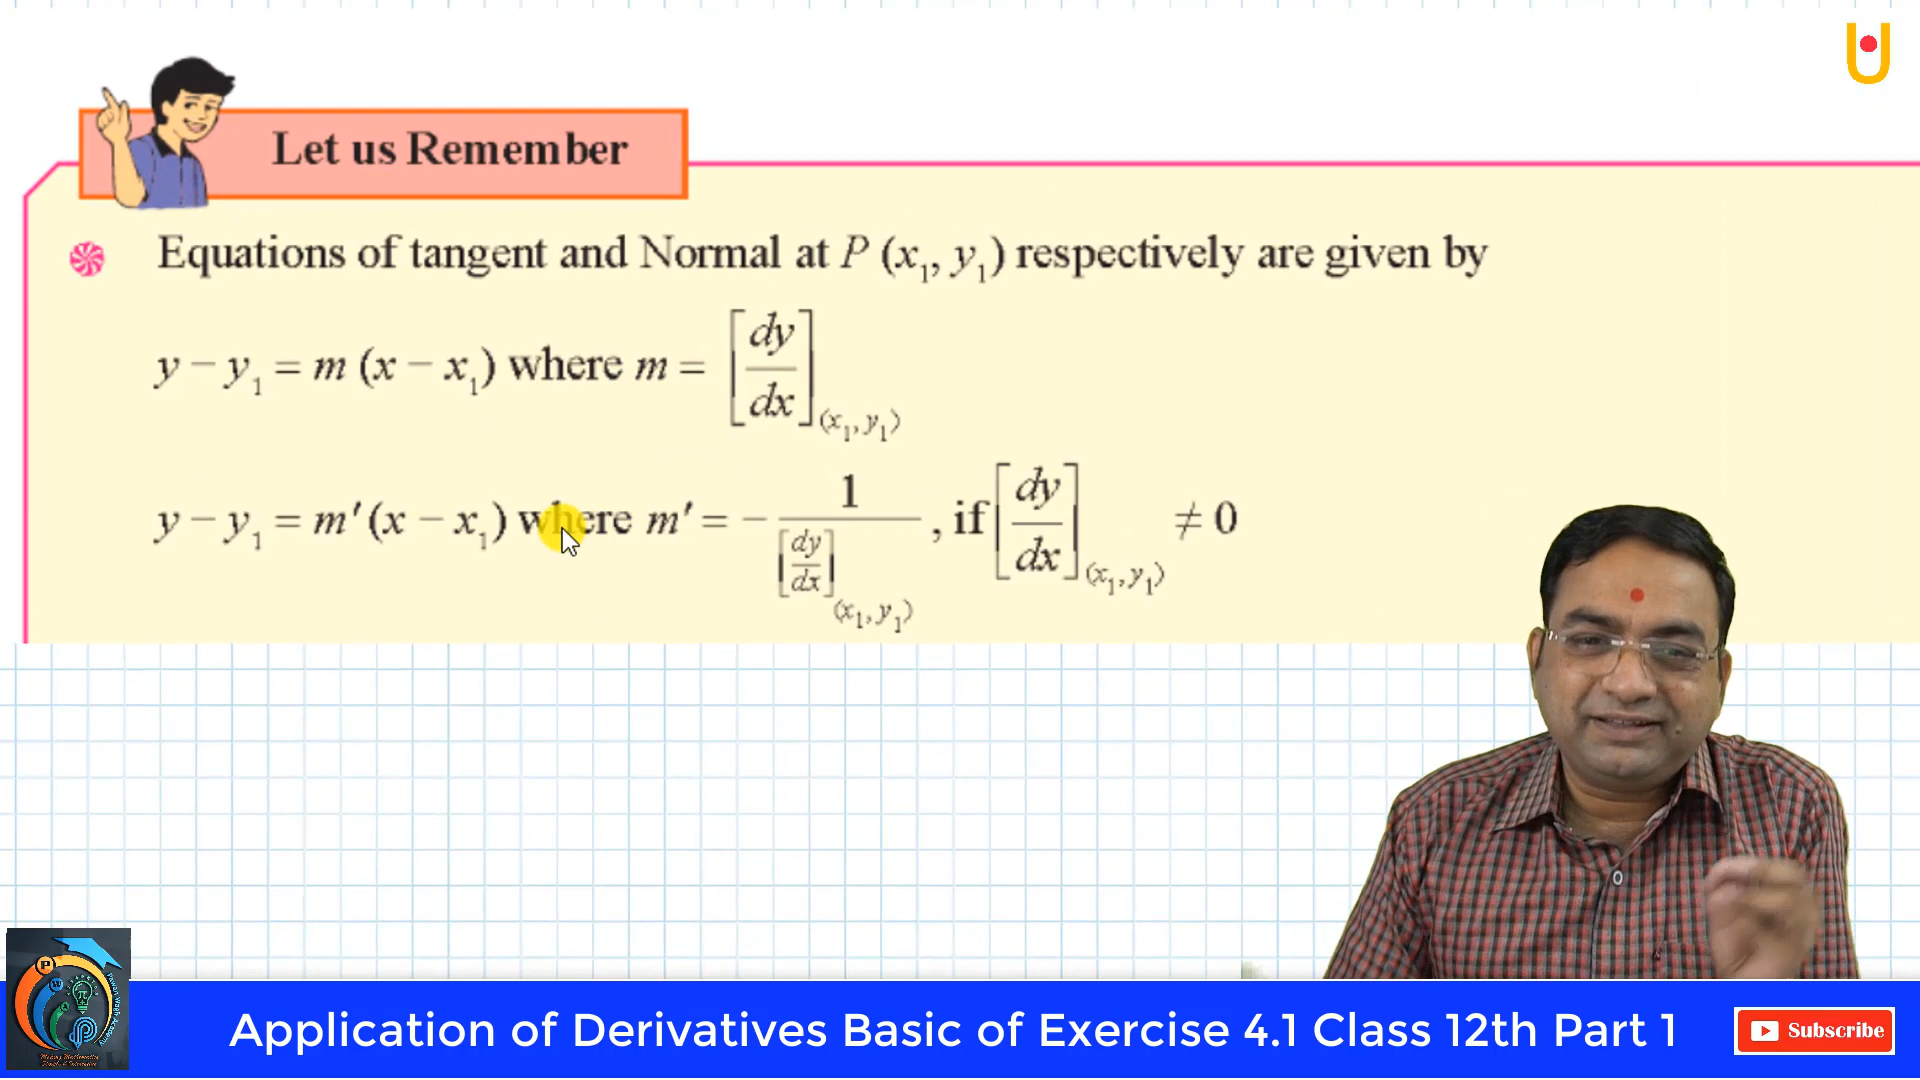 Let us Remember
Equations of tangent and Normal at P (x₁, y₁) respectively are given by
y − y₁ = m (x − x₁) where m = [dy/dx]₍ₓ₁, y₁₎
y − y₁ = m′(x − x₁) where m′ = − 1/[dy/dx]₍ₓ₁, y₁₎ , if [dy/dx]₍ₓ₁, y₁₎ ≠ 0
Application of Derivatives Basic of Exercise 4.1 Class 12th Part 1
Subscribe